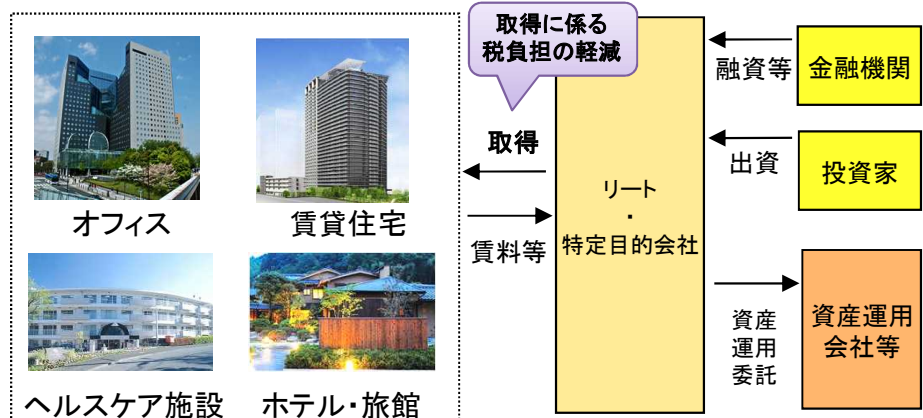 取得に係る
税負担の軽減
オフィス
賃貸住宅
ヘルスケア施設
ホテル・旅館
取得
賃料等
リート
・
特定目的会社
融資等
金融機関
出資
投資家
資産
運用
委託
資産運用
会社等